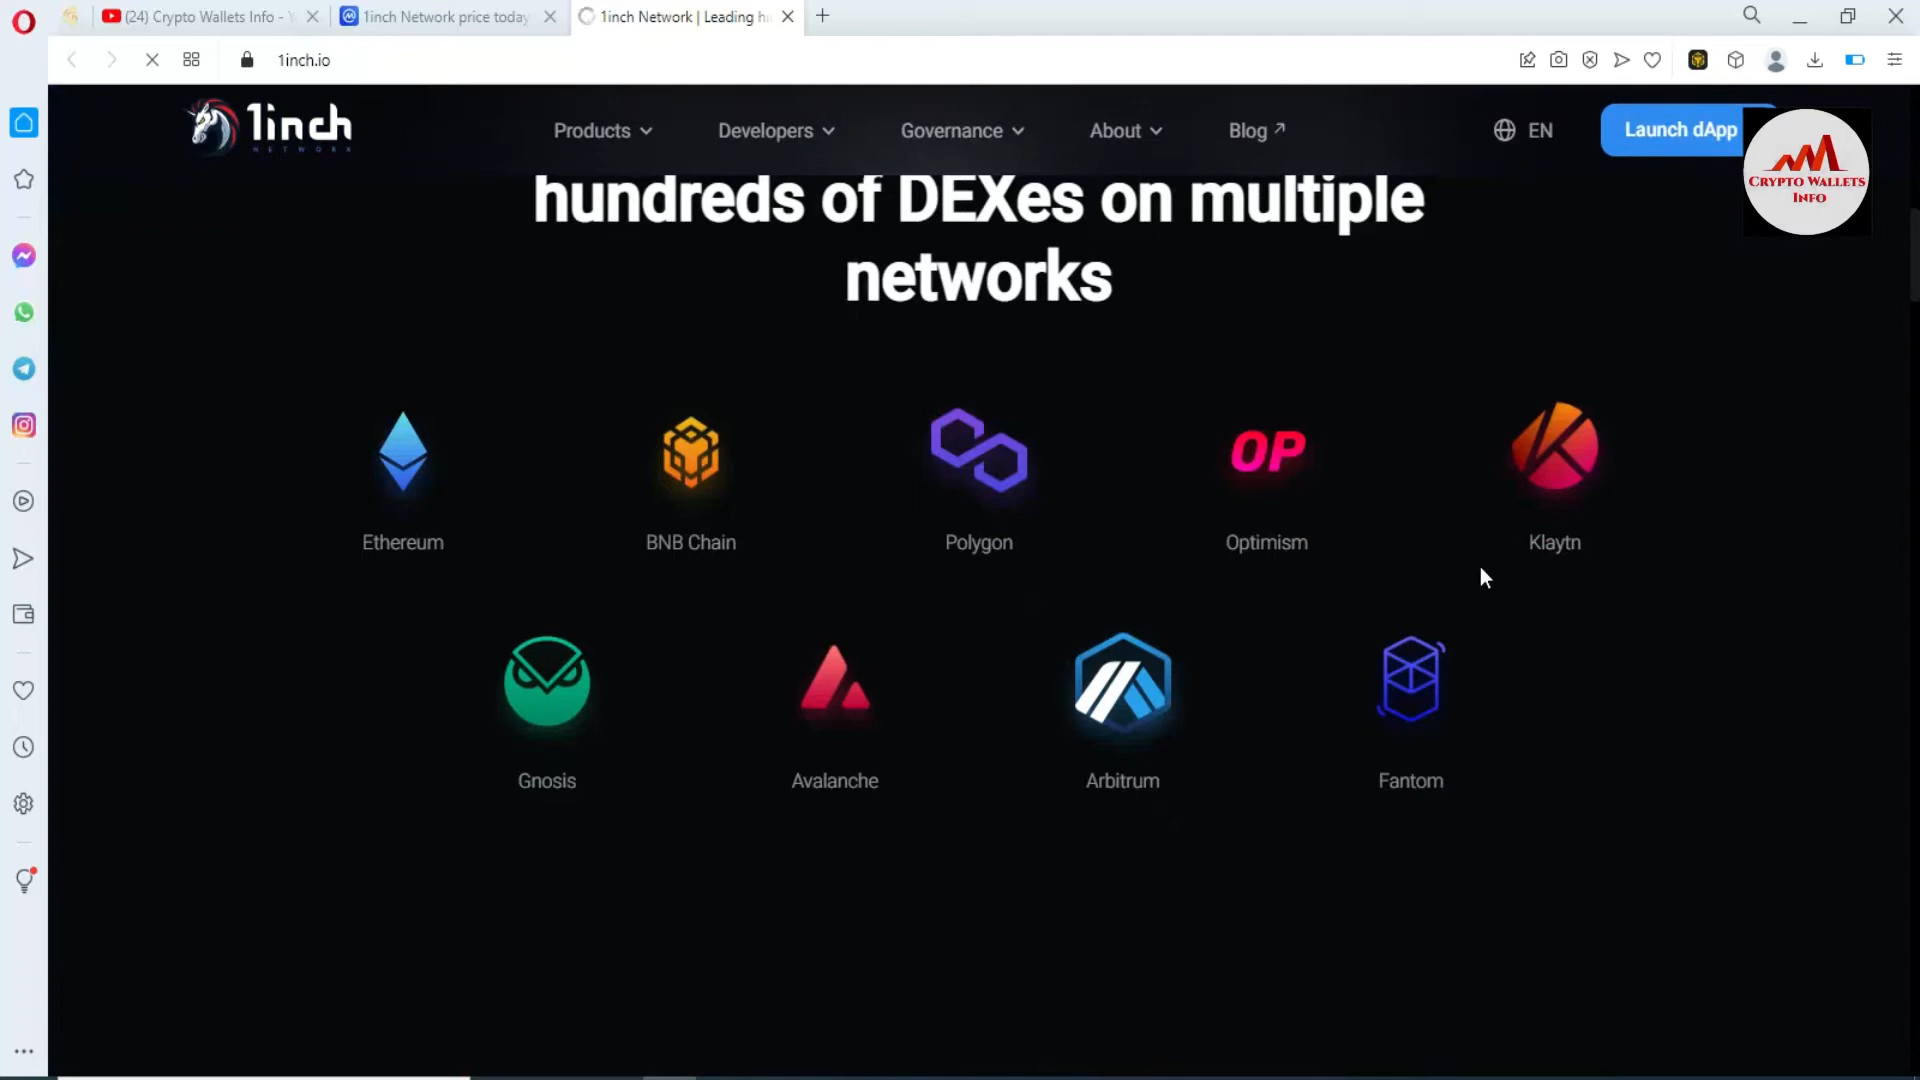 (24) Crypto Wallets Info -
1inch Network price today
1inch Network | Leading
1inch.io
1inch
NETWORK
Products
Developers
Governance
About
Blog
EN
Launch dApp
CRYPTO WALLETS
INFO
hundreds of DEXes on multiple
networks
OP
Ethereum
BNB Chain
Polygon
Optimism
Klaytn
Gnosis
Avalanche
Arbitrum
Fantom